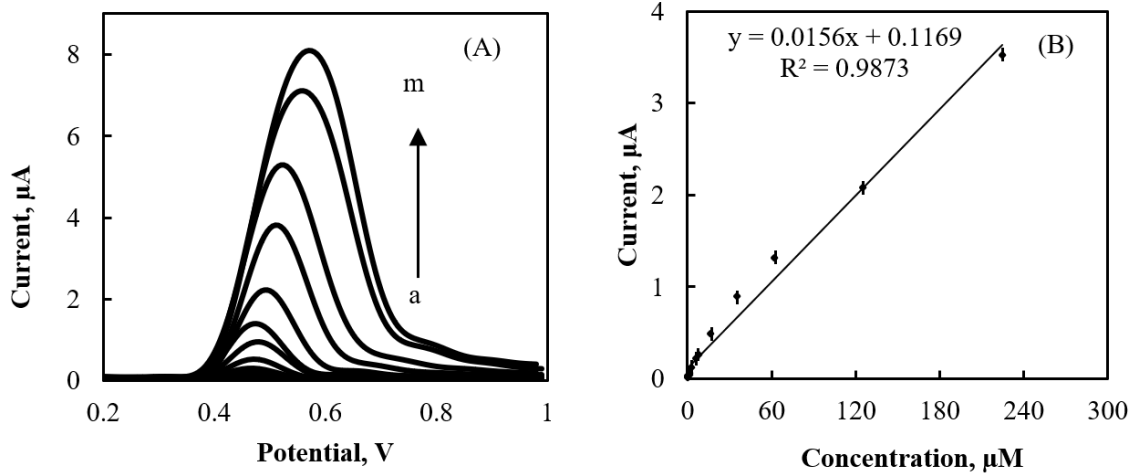 (A)
8
6
4
2
0
m
a
Current, µA
0.2
0.4
0.6
0.8
1
Potential, V
(B)
y = 0.0156x + 0.1169
R² = 0.9873
4
3
2
1
0
Current, µA
0
60
120
180
240
300
Concentration, µM